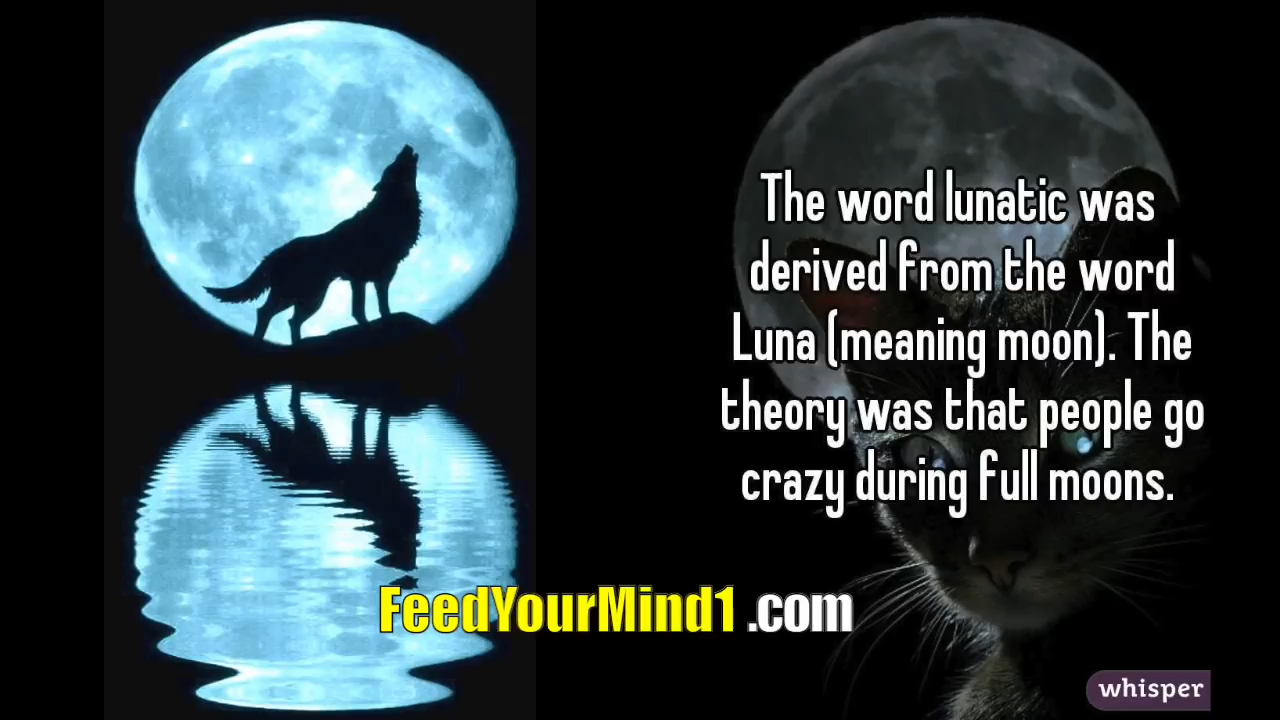 The word lunatic was
derived from the word
Luna (meaning moon). The
theory was that people go
crazy during full moons.
FeedYourMind1 .com
whisper